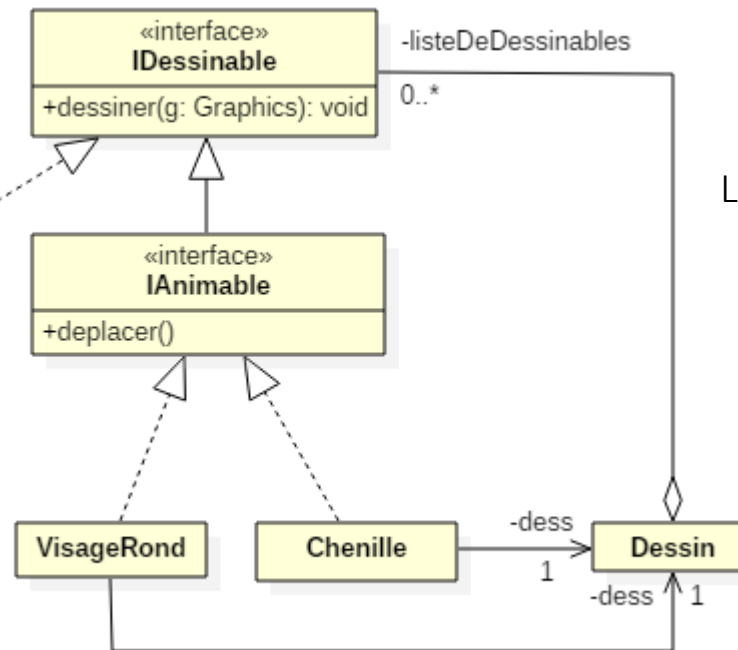 «interface»
IDessinable
+dessiner(g: Graphics): void
-listeDeDessinables
0..*
L
«interface»
IAnimable
+deplacer()
VisageRond
Chenille
-dess
1
Dessin
-dess
1